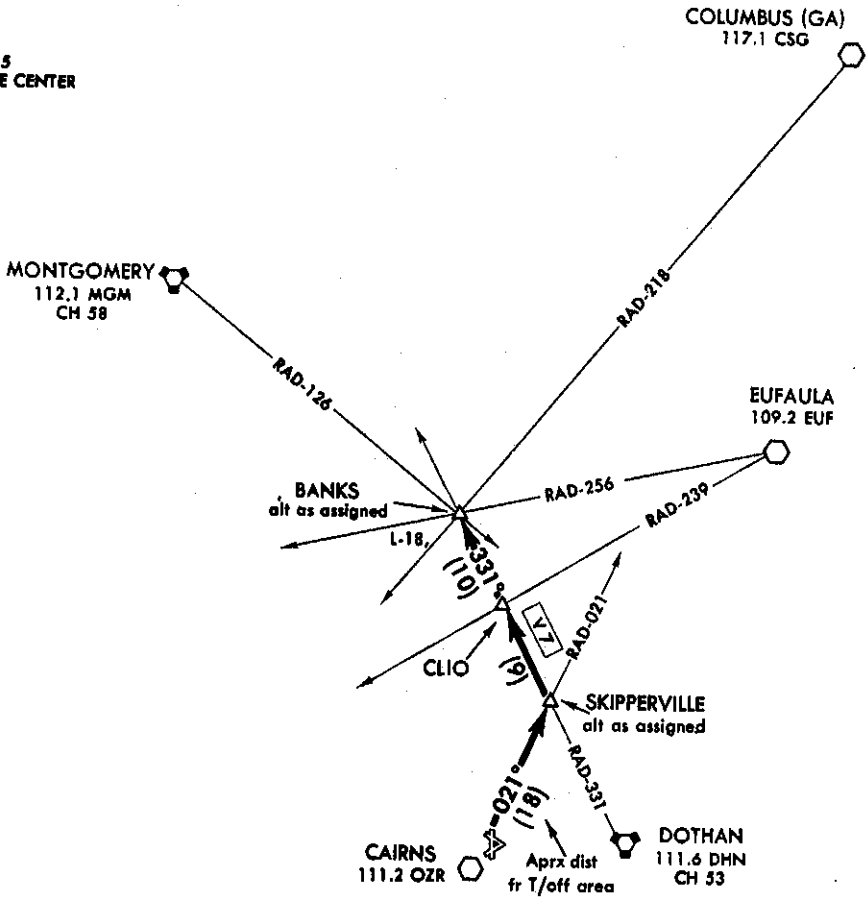 COLUMBUS (GA)
117.1 CSG
5
E CENTER
MONTGOMERY
112.1 MGM
CH 58
RAD-218
RAD-126
EUFAULA
109.2 EUF
BANKS
alt as assigned
RAD-256
RAD-239
L-18,
331°
(10)
V 7
RAD-021
CLIO
(9)
SKIPPERVILLE
alt as assigned
RAD-331
021°
(18)
CAIRNS
111.2 OZR
Aprx dist
fr T/off area
DOTHAN
111.6 DHN
CH 53